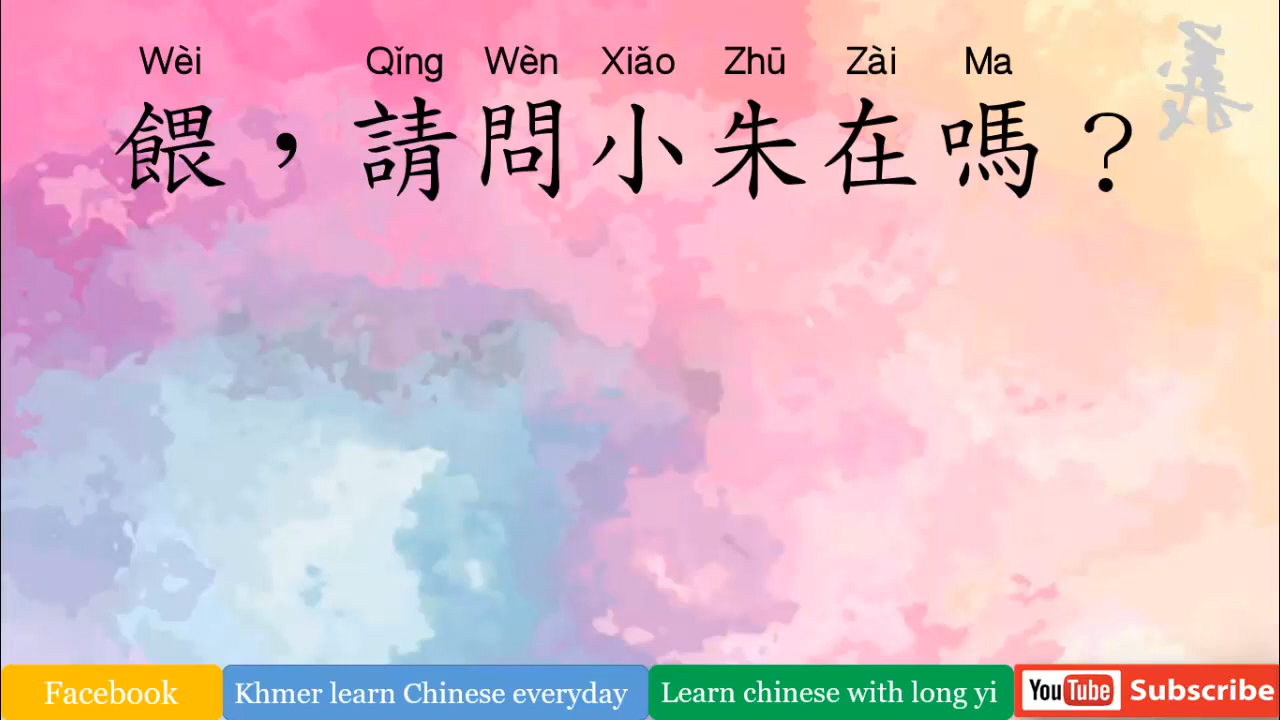 Wèi Qǐng Wèn Xiǎo Zhū Zài Ma
餵，請問小朱在嗎？
義
Facebook Khmer learn Chinese everyday Learn chinese with long yi YouTube Subscribe